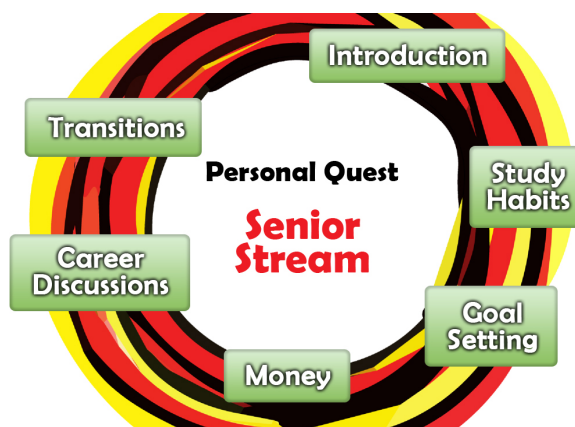 Introduction
Transitions
Personal Quest
Senior
Stream
Study
Habits
Career
Discussions
Goal
Setting
Money